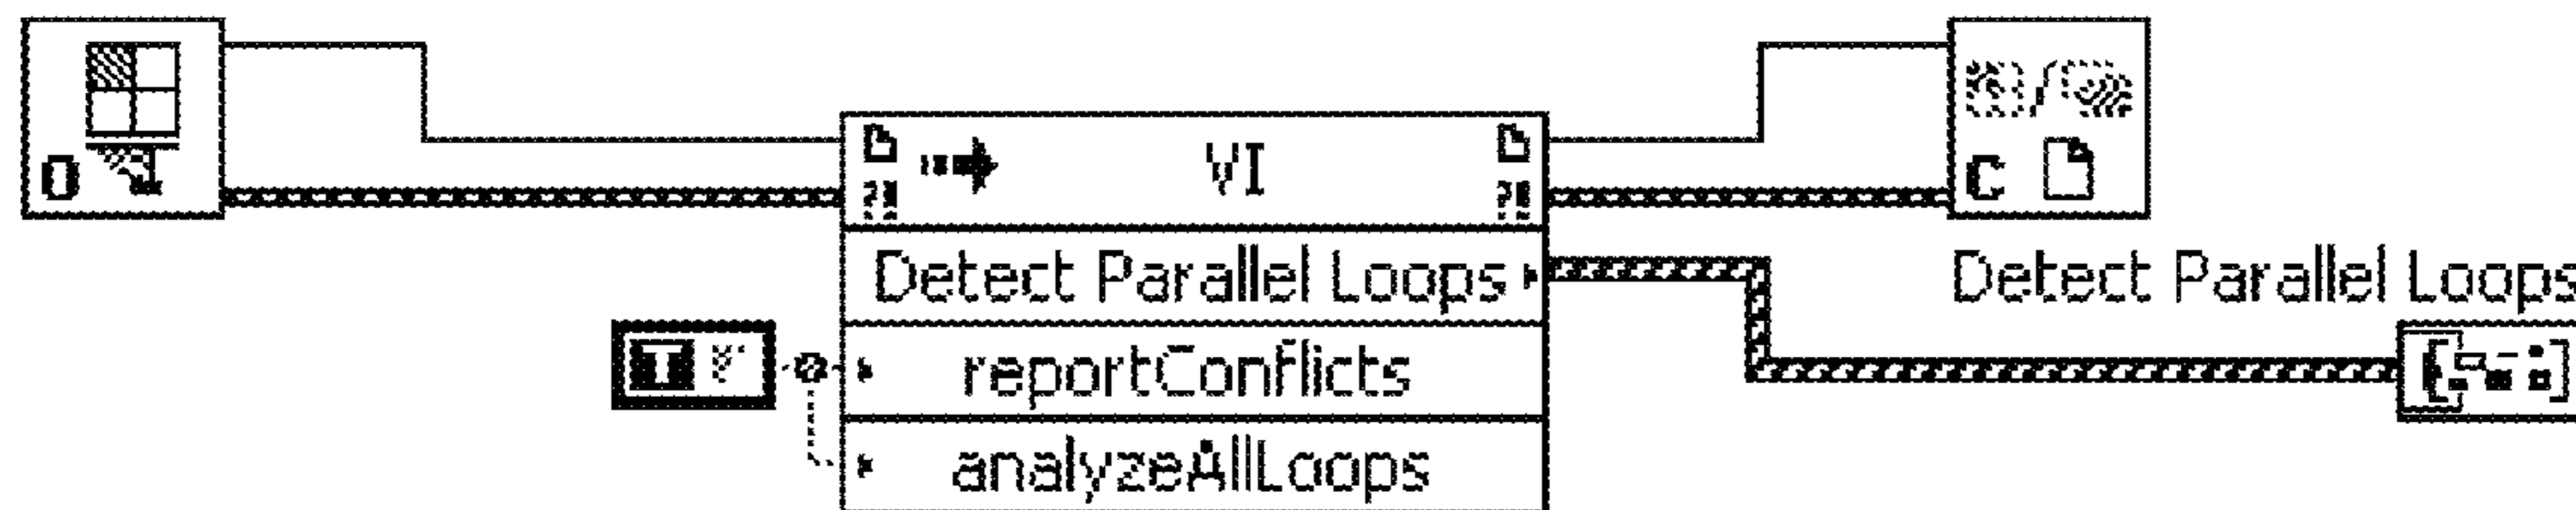 O
VI
C
?!
?!
Detect Parallel Loops
Detect Parallel Loops
T
reportConflicts
analyzeAllLoops